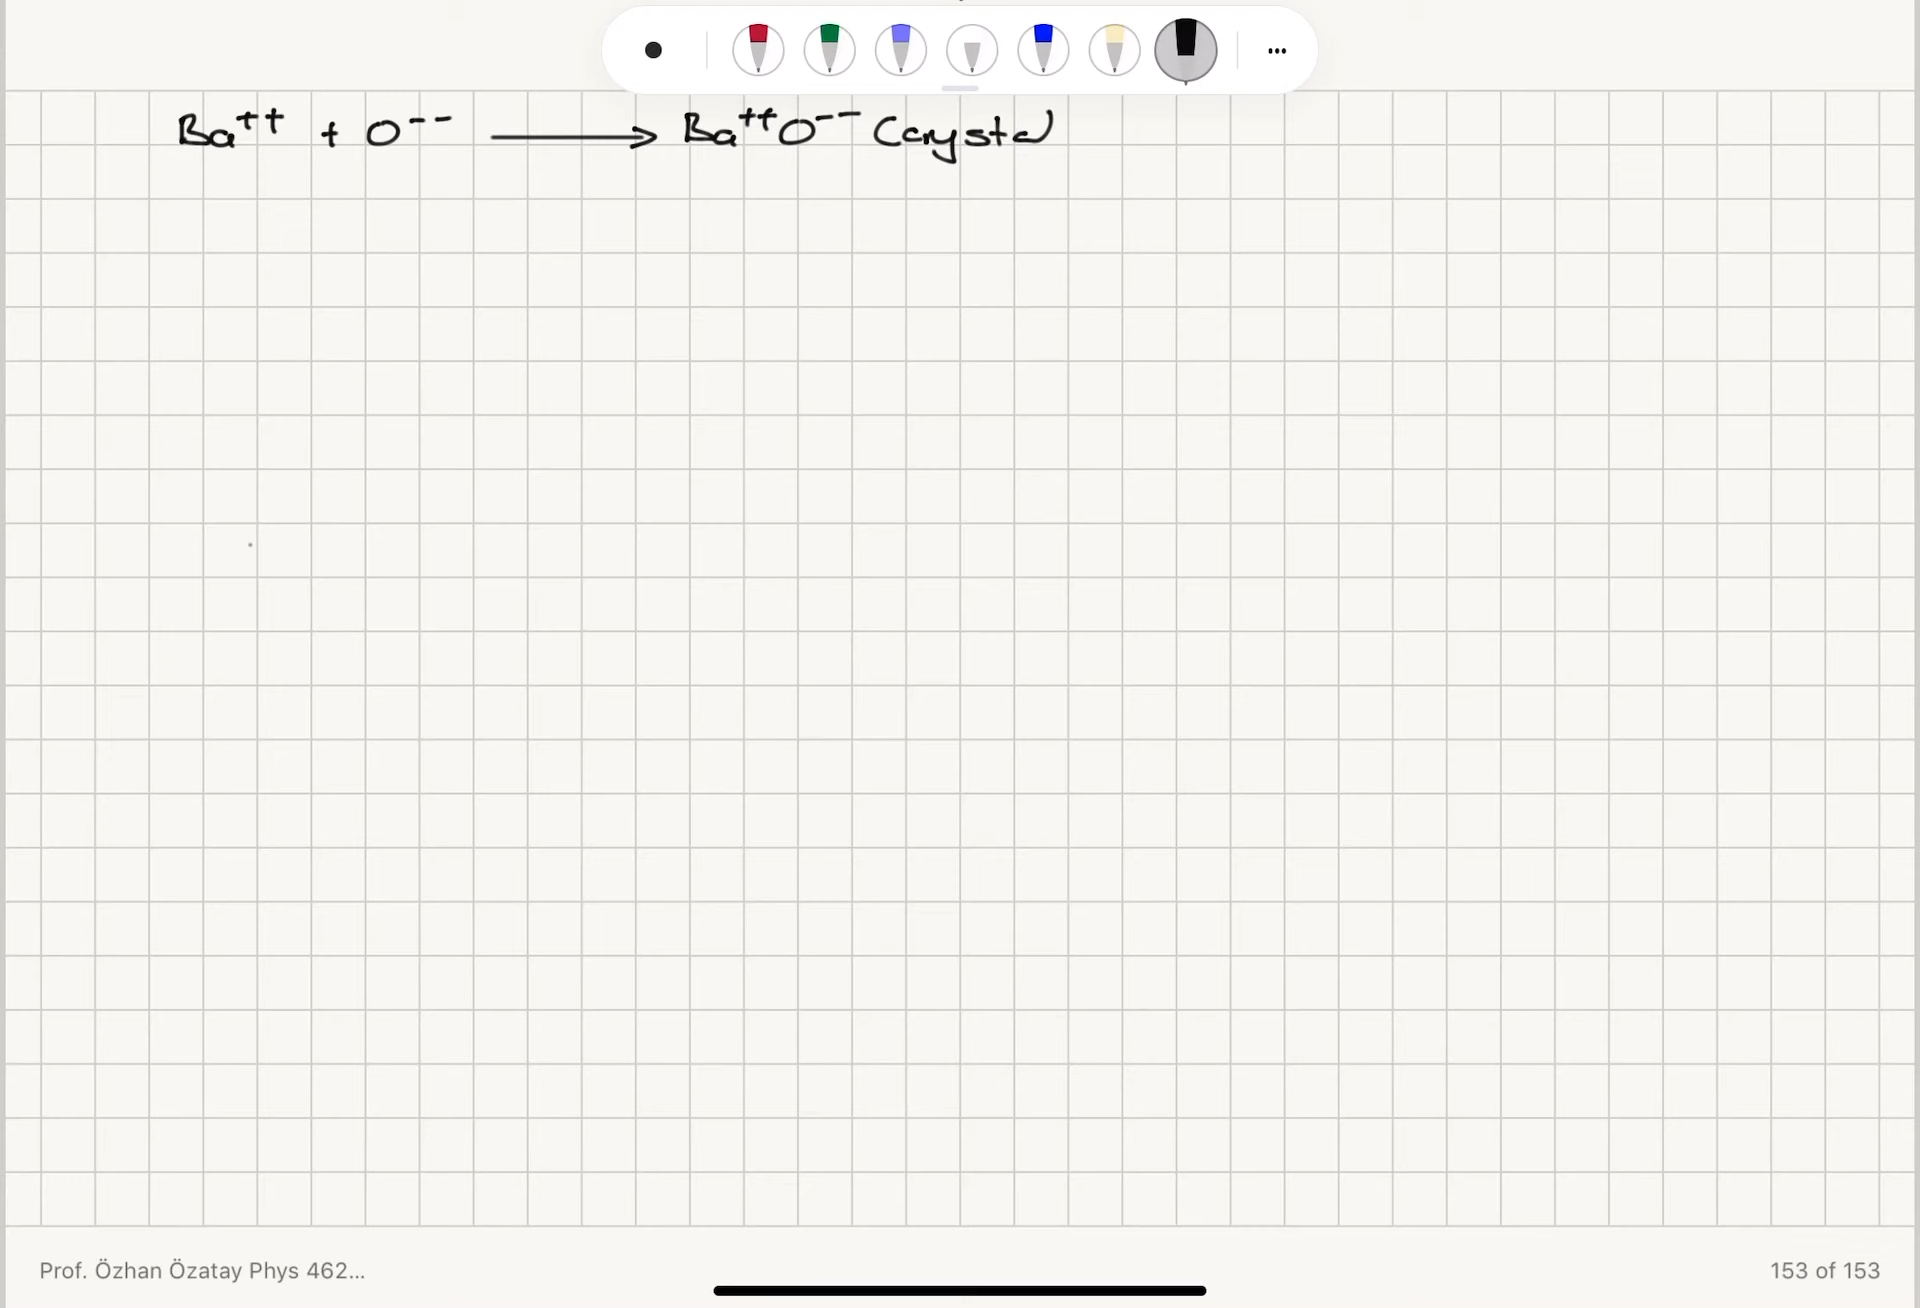 Ba⁺⁺ + O⁻⁻ ⟶ Ba⁺⁺O⁻⁻ Crystal
Prof. Özhan Özatay Phys 462...
153 of 153